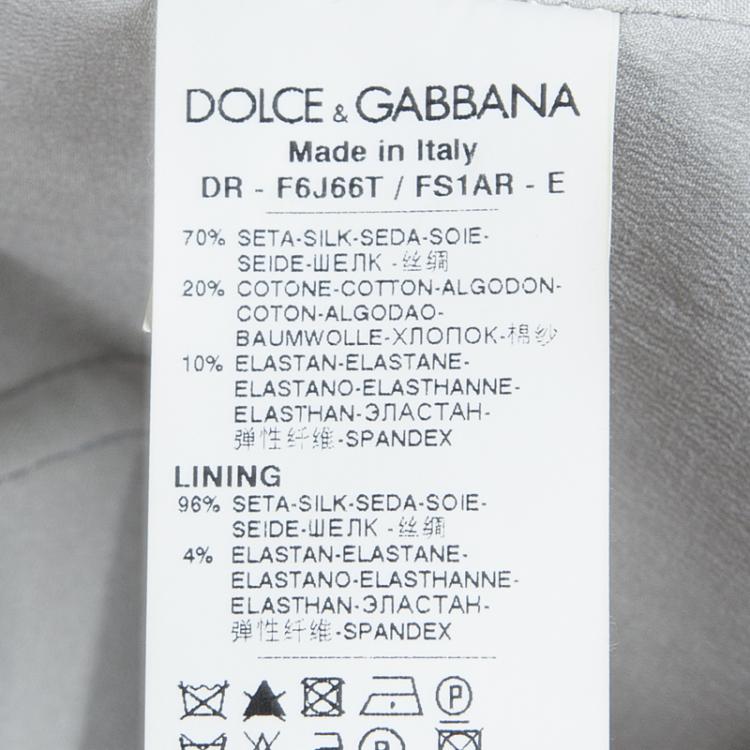 DOLCE & GABBANA
Made in Italy
DR - F6J66T / FS1AR - E
70% SETA-SILK-SEDA-SOIE-
SEIDE-ШЕЛК -丝绸
20% COTONE-COTTON-ALGODON-
COTON-ALGODAO-
BAUMWOLLE-ХЛОПОК-棉纱
10% ELASTAN-ELASTANE-
ELASTANO-ELASTHANNE-
ELASTHAN-ЭЛАСТАН-
弹性纤维-SPANDEX
LINING
96% SETA-SILK-SEDA-SOIE-
SEIDE-ШЕЛК -丝绸
4% ELASTAN-ELASTANE-
ELASTANO-ELASTHANNE-
ELASTHAN-ЭЛАСТАН-
弹性纤维-SPANDEX
P